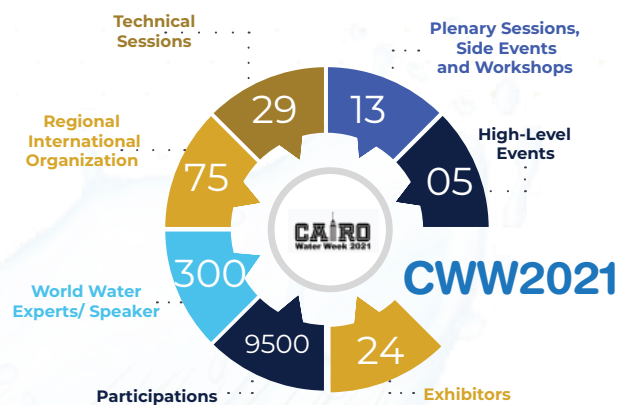 Technical
Sessions
29
Plenary Sessions,
Side Events
and Workshops
13
High-Level
Events
05
Regional
International
Organization
75
CAIRO
Water Week 2021
CWW2021
World Water
Experts/ Speaker
300
Participations
9500
Exhibitors
24